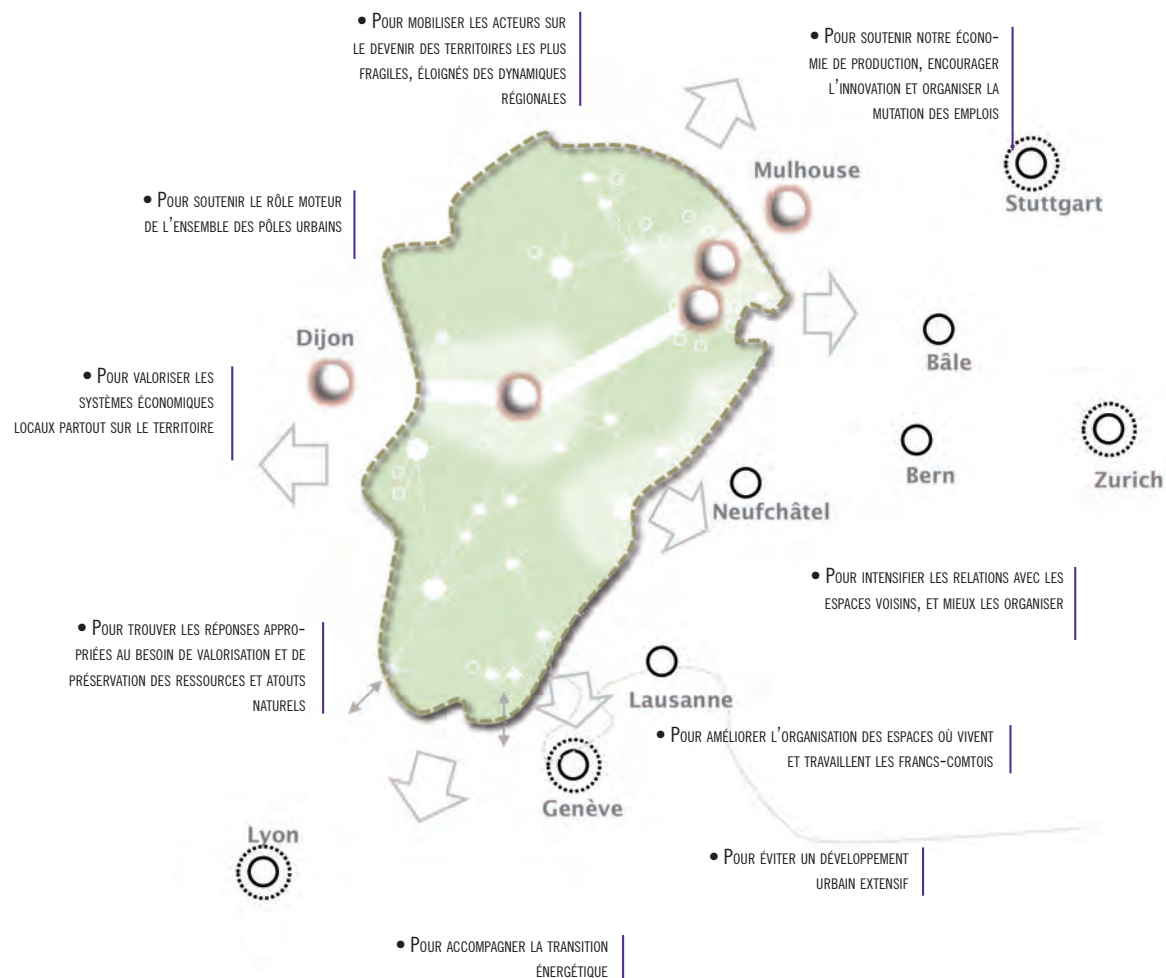 • Pour mobiliser les acteurs sur
le devenir des territoires les plus
fragiles, éloignés des dynamiques
régionales
• Pour soutenir notre écono-
mie de production, encourager
l'innovation et organiser la
mutation des emplois
Mulhouse
Stuttgart
• Pour soutenir le rôle moteur
de l'ensemble des pôles urbains
Dijon
Bâle
• Pour valoriser les
systèmes économiques
locaux partout sur le territoire
Bern
Zurich
Neufchâtel
• Pour intensifier les relations avec les
espaces voisins, et mieux les organiser
• Pour trouver les réponses appro-
priées au besoin de valorisation et de
préservation des ressources et atouts
naturels
Lausanne
• Pour améliorer l'organisation des espaces où vivent
et travaillent les Francs-Comtois
Genève
Lyon
• Pour éviter un développement
urbain extensif
• Pour accompagner la transition
énergétique